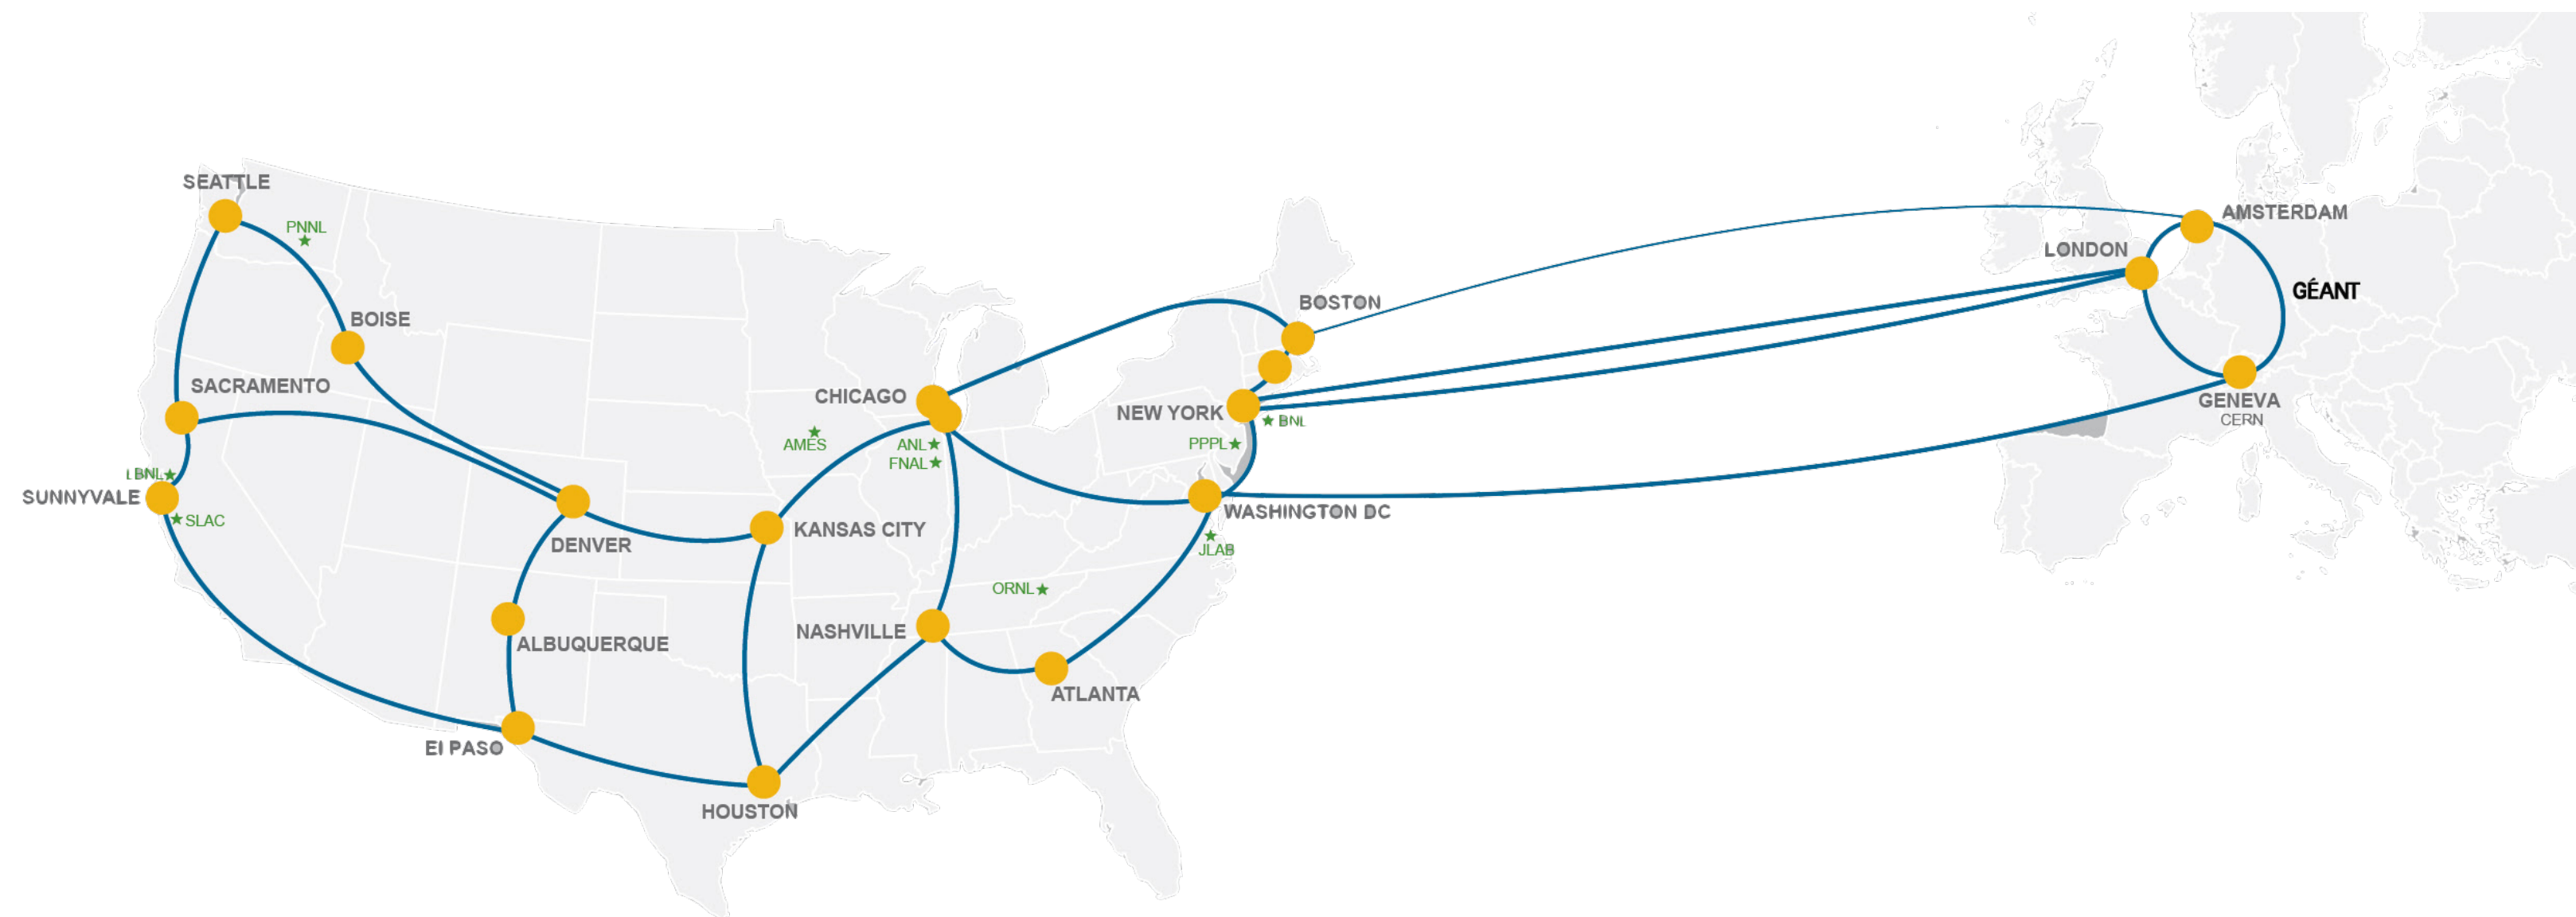 SEATTLE
PNNL
BOISE
SACRAMENTO
LBNL
SUNNYVALE
SLAC
DENVER
ALBUQUERQUE
El PASO
HOUSTON
KANSAS CITY
AMES
CHICAGO
ANL
FNAL
NASHVILLE
ORNL
ATLANTA
BOSTON
NEW YORK
BNL
PPPL
WASHINGTON DC
JLAB
AMSTERDAM
LONDON
GÉANT
GENEVA
CERN